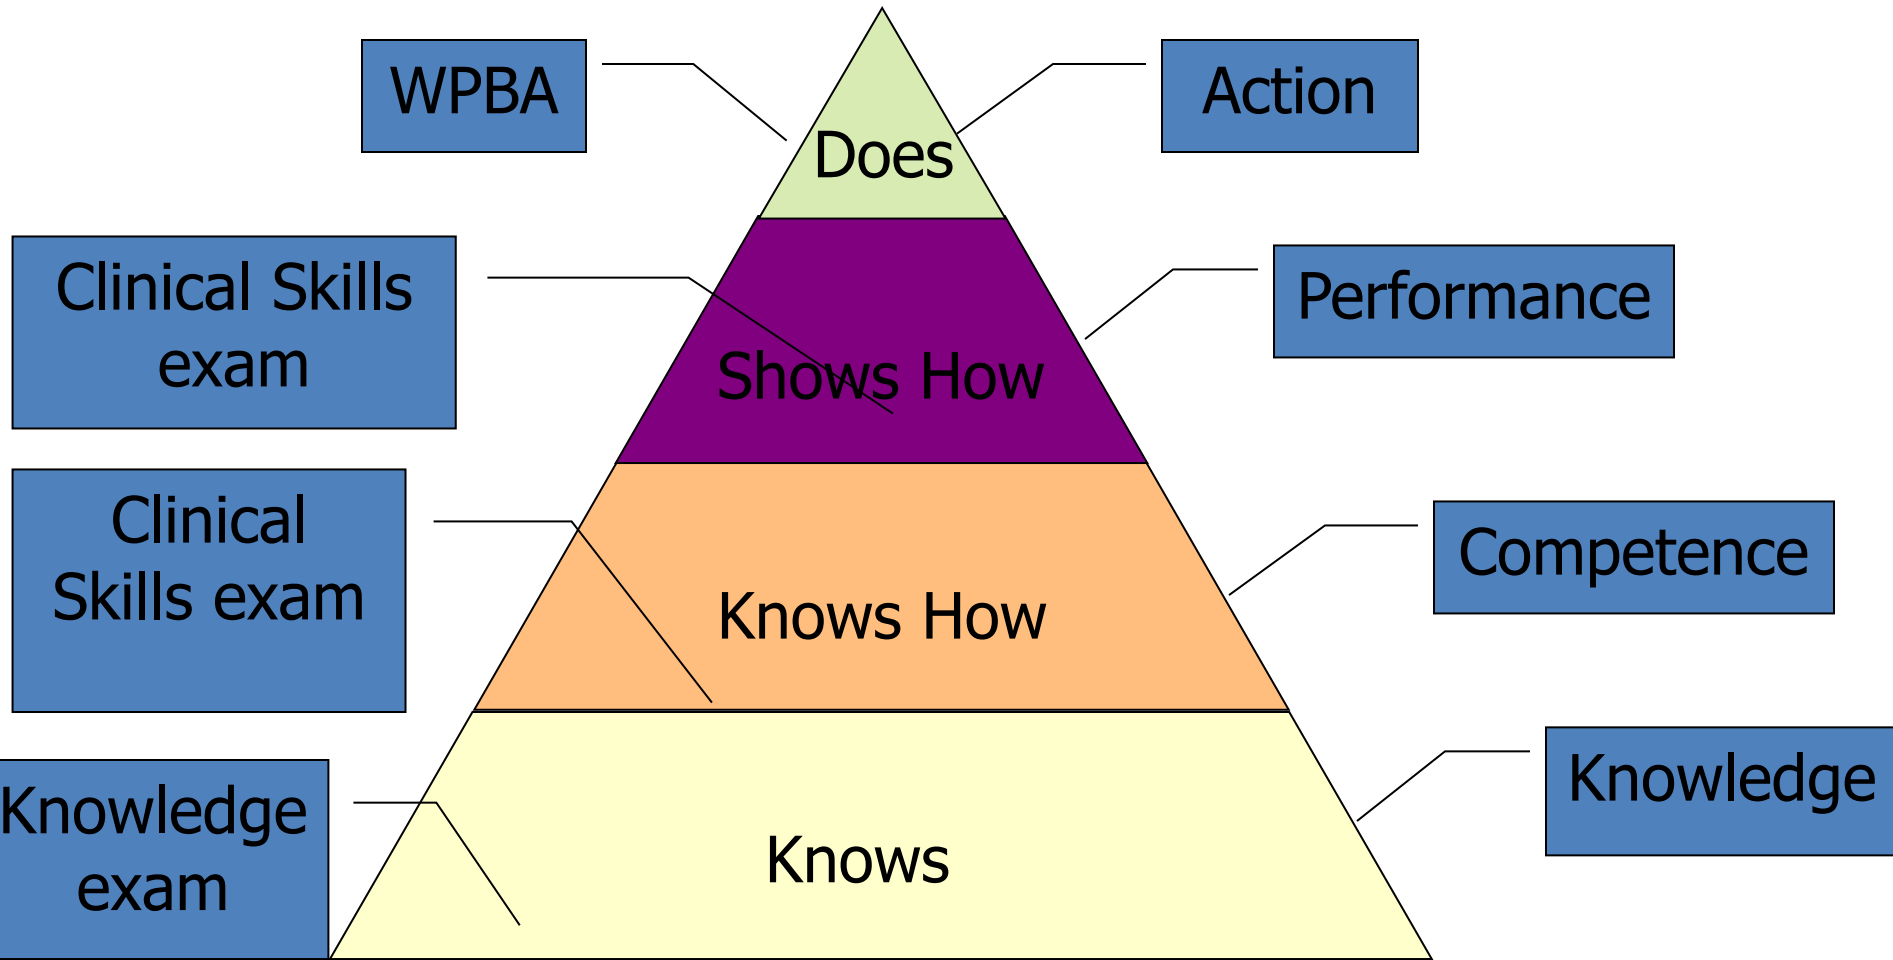 WPBA
Action
Does
Clinical Skills
exam
Performance
Shows How
Clinical
Skills exam
Competence
Knows How
Knowledge
exam
Knowledge
Knows